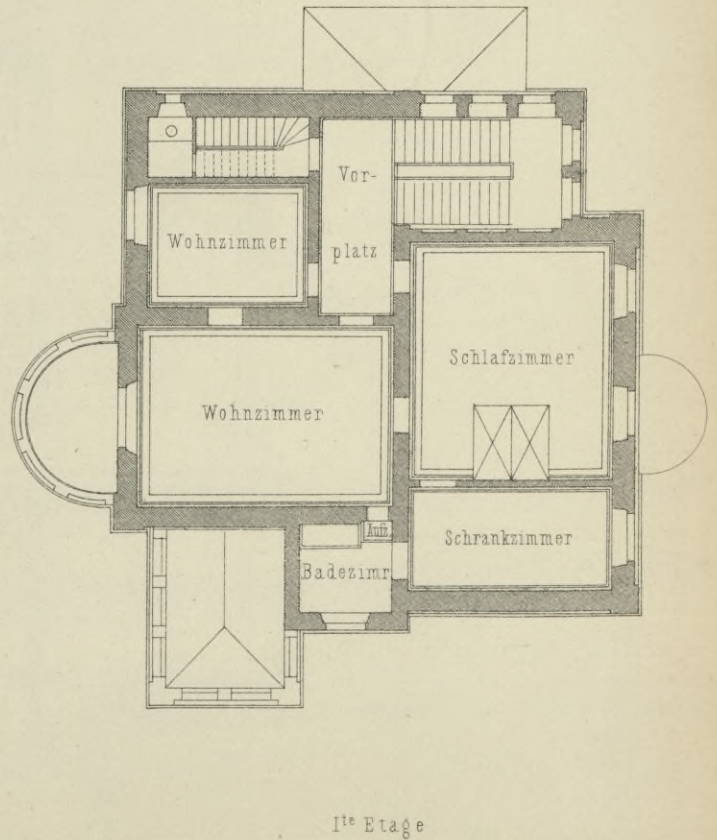 Vor-
platz
Wohnzimmer
Schlafzimmer
Wohnzimmer
Aufz.
Schrankzimmer
Badezimr
Ite Etage